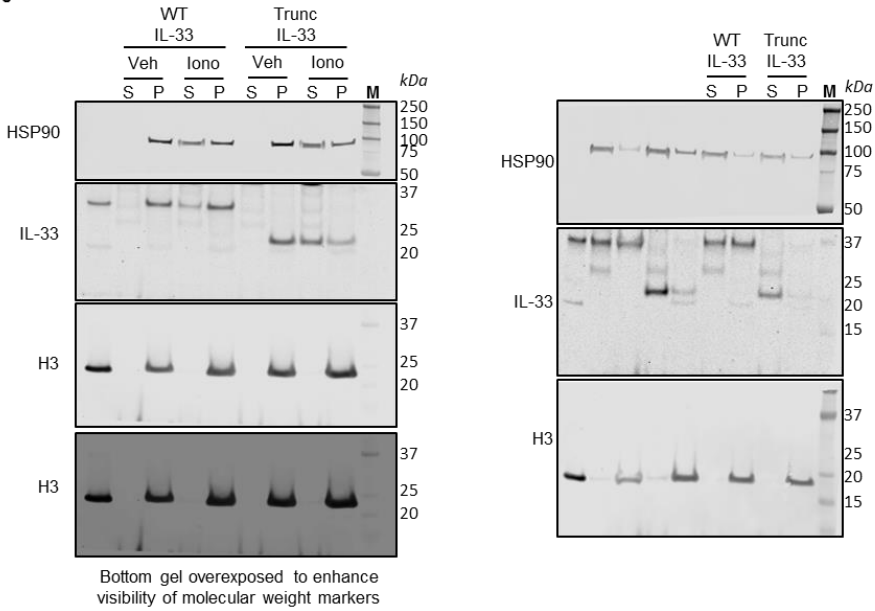 WT Trunc
IL-33 IL-33
Veh Iono Veh Iono
S P S P S P S P M kDa
HSP90
250
150
100
75
50
IL-33
37
25
20
H3
37
25
20
H3
37
25
20
Bottom gel overexposed to enhance
visibility of molecular weight markers
WT Trunc
IL-33 IL-33
S P S P M kDa
HSP90
250
150
100
75
50
IL-33
37
25
20
15
H3
37
25
20
15